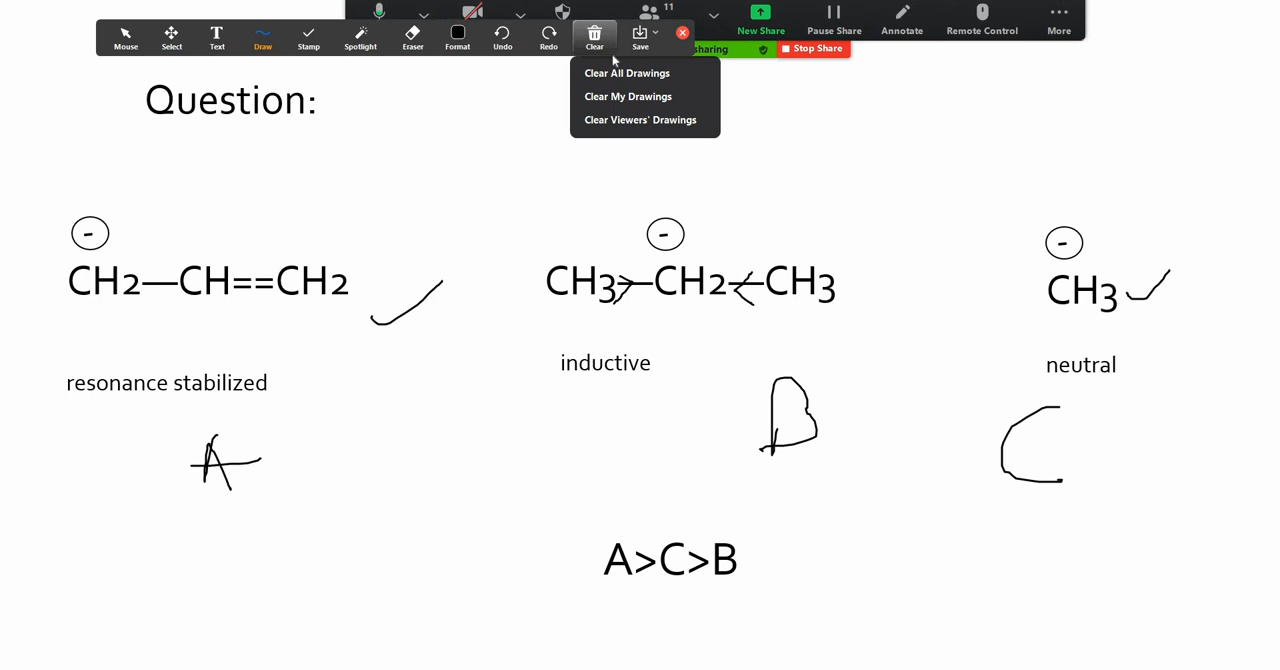 11
New Share
Pause Share
Annotate
Remote Control
More
Mouse
Select
Text
Draw
Stamp
Spotlight
Eraser
Format
Undo
Redo
Clear
Save
sharing
Stop Share
Clear All Drawings
Clear My Drawings
Clear Viewers' Drawings
Question:
-
-
-
CH2—CH==CH2
CH3—CH2—CH3
CH3
resonance stabilized
inductive
neutral
A
B
C
A>C>B